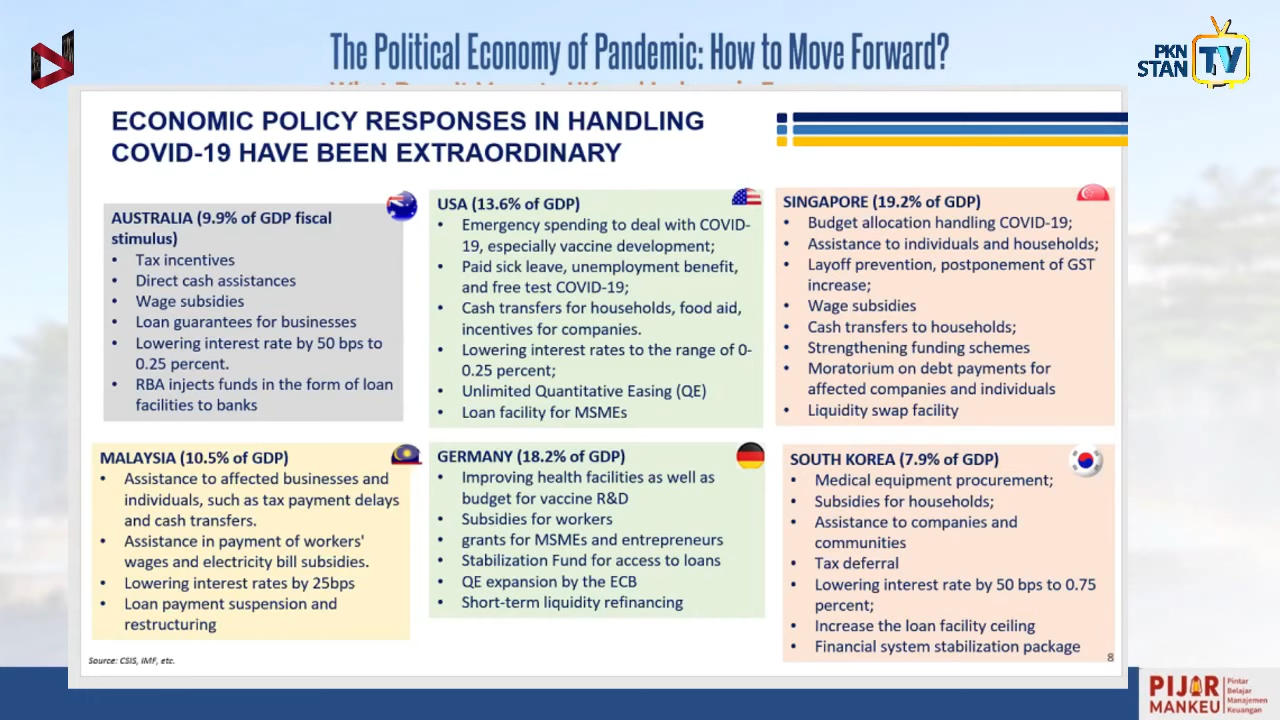 The Political Economy of Pandemic: How to Move Forward?
PKN
STAN
TV
ECONOMIC POLICY RESPONSES IN HANDLING
COVID-19 HAVE BEEN EXTRAORDINARY
AUSTRALIA (9.9% of GDP fiscal
stimulus)
• Tax incentives
• Direct cash assistances
• Wage subsidies
• Loan guarantees for businesses
• Lowering interest rate by 50 bps to
0.25 percent.
• RBA injects funds in the form of loan
facilities to banks
USA (13.6% of GDP)
• Emergency spending to deal with COVID-
19, especially vaccine development;
• Paid sick leave, unemployment benefit,
and free test COVID-19;
• Cash transfers for households, food aid,
incentives for companies.
• Lowering interest rates to the range of 0-
0.25 percent;
• Unlimited Quantitative Easing (QE)
• Loan facility for MSMEs
SINGAPORE (19.2% of GDP)
• Budget allocation handling COVID-19;
• Assistance to individuals and households;
• Layoff prevention, postponement of GST
increase;
• Wage subsidies
• Cash transfers to households;
• Strengthening funding schemes
• Moratorium on debt payments for
affected companies and individuals
• Liquidity swap facility
MALAYSIA (10.5% of GDP)
• Assistance to affected businesses and
individuals, such as tax payment delays
and cash transfers.
• Assistance in payment of workers'
wages and electricity bill subsidies.
• Lowering interest rates by 25bps
• Loan payment suspension and
restructuring
GERMANY (18.2% of GDP)
• Improving health facilities as well as
budget for vaccine R&D
• Subsidies for workers
• grants for MSMEs and entrepreneurs
• Stabilization Fund for access to loans
• QE expansion by the ECB
• Short-term liquidity refinancing
SOUTH KOREA (7.9% of GDP)
• Medical equipment procurement;
• Subsidies for households;
• Assistance to companies and
communities
• Tax deferral
• Lowering interest rate by 50 bps to 0.75
percent;
• Increase the loan facility ceiling
• Financial system stabilization package
Source: CSIS, IMF, etc.
8
PIJAR
MANKEU
Pintar
Belajar
Manajemen
Keuangan